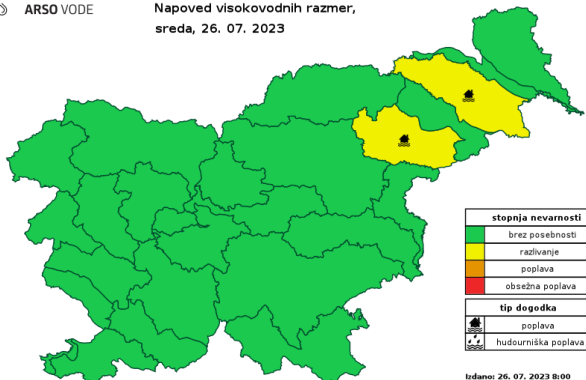 ARSO VODE
Napoved visokovodnih razmer,
sreda, 26. 07. 2023
stopnja nevarnosti
brez posebnosti
razlivanje
poplava
obsežna poplava
tip dogodka
poplava
hudourniška poplava
Izdano: 26. 07. 2023 8:00